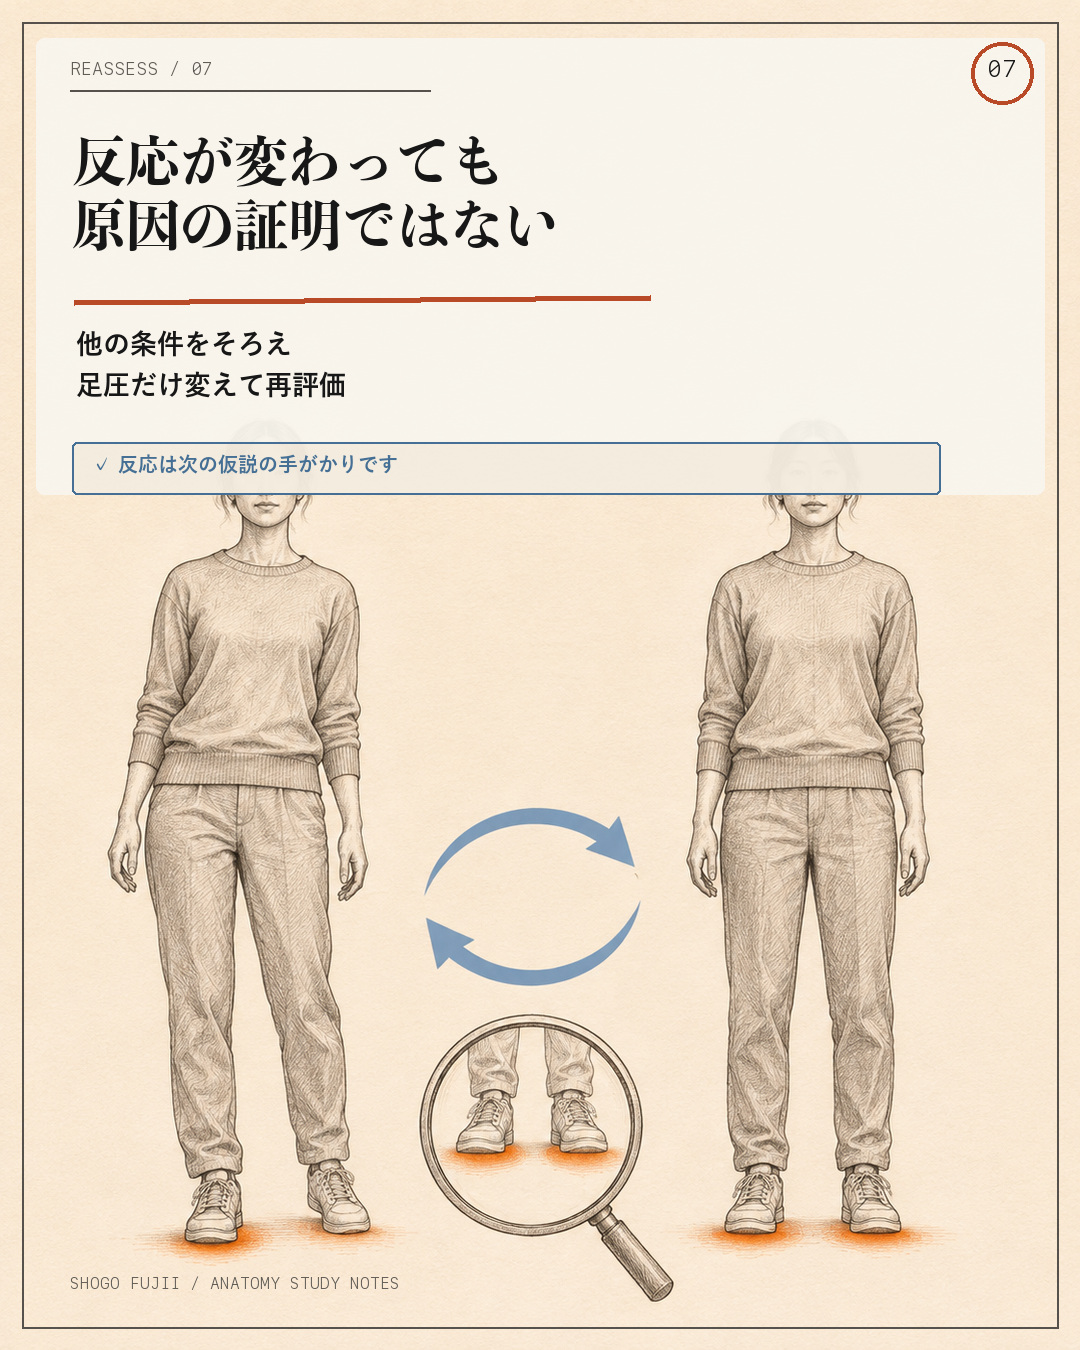 REASSESS / 07
07
反応が変わっても
原因の証明ではない
他の条件をそろえ
足圧だけ変えて再評価
✓ 反応は次の仮説の手がかりです
SHOGO FUJII / ANATOMY STUDY NOTES